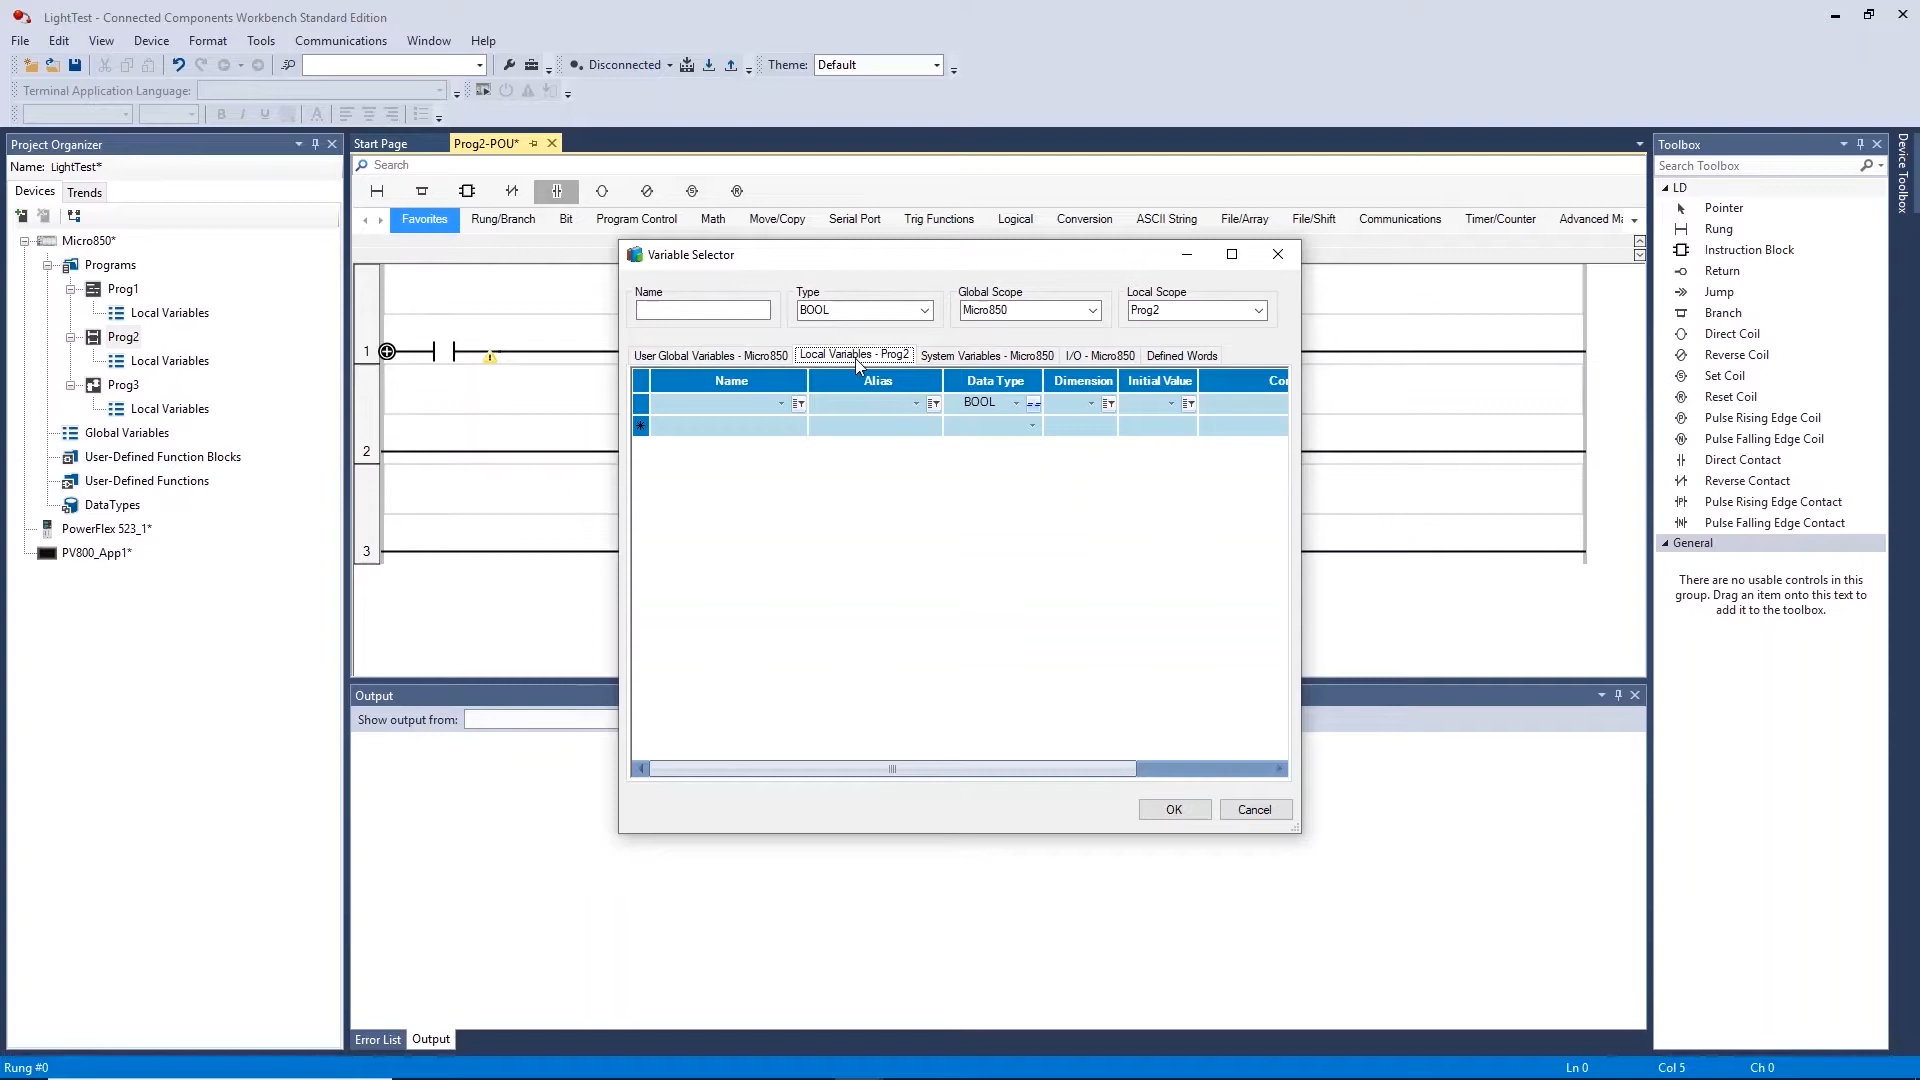 LightTest - Connected Components Workbench Standard Edition
File Edit View Device Format Tools Communications Window Help
Disconnected Theme: Default
Terminal Application Language:
B I U A
Project Organizer
Name: LightTest*
Devices Trends
Micro850*
Programs
Prog1
Local Variables
Prog2
Local Variables
Prog3
Local Variables
Global Variables
User-Defined Function Blocks
User-Defined Functions
DataTypes
PowerFlex 523_1*
PV800_App1*
Start Page Prog2-POU*
Search
Favorites Rung/Branch Bit Program Control Math Move/Copy Serial Port Trig Functions Logical Conversion ASCII String File/Array File/Shift Communications Timer/Counter Advanced Ma
1
2
3
Variable Selector
Name Type Global Scope Local Scope
BOOL Micro850 Prog2
User Global Variables - Micro850 Local Variables - Prog2 System Variables - Micro850 I/O - Micro850 Defined Words
Name Alias Data Type Dimension Initial Value Cor
BOOL
OK Cancel
Output
Show output from:
Error List Output
Toolbox
Search Toolbox
LD
Pointer
Rung
Instruction Block
Return
Jump
Branch
Direct Coil
Reverse Coil
Set Coil
Reset Coil
Pulse Rising Edge Coil
Pulse Falling Edge Coil
Direct Contact
Reverse Contact
Pulse Rising Edge Contact
Pulse Falling Edge Contact
General
There are no usable controls in this
group. Drag an item onto this text to
add it to the toolbox.
Device Toolbox
Rung #0 Ln 0 Col 5 Ch 0